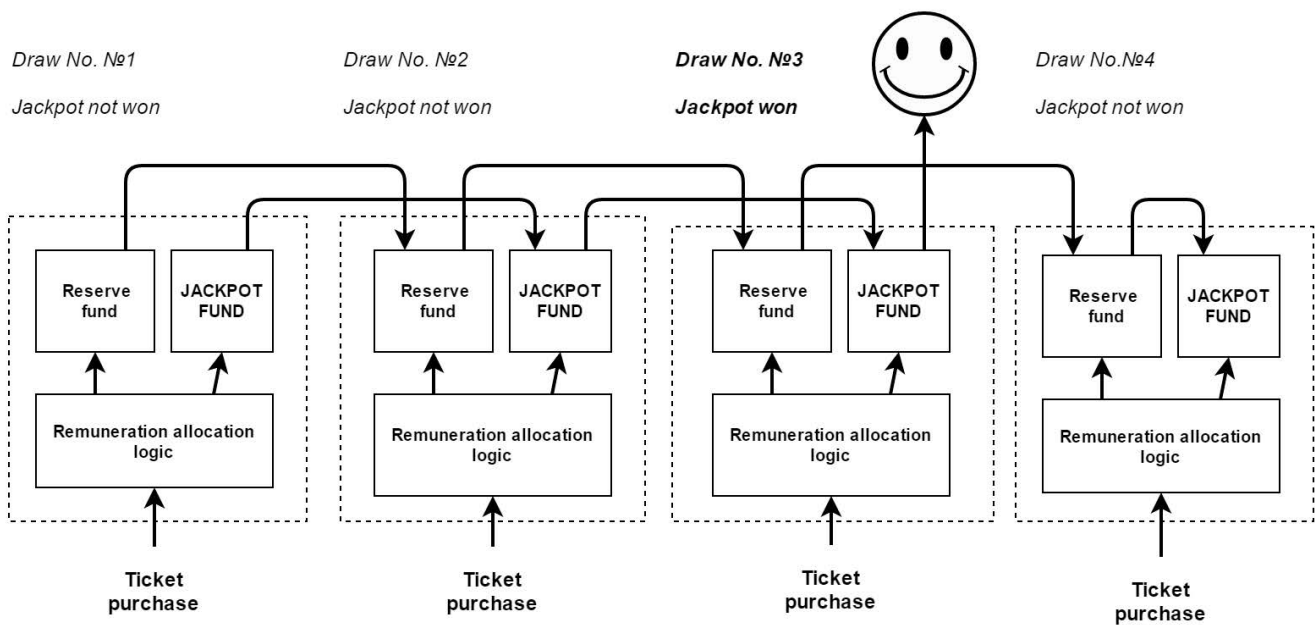 Draw No. №1
Jackpot not won
Draw No. №2
Jackpot not won
Draw No. №3
Jackpot won
Draw No.№4
Jackpot not won
Reserve
fund
JACKPOT
FUND
Remuneration allocation
logic
Ticket
purchase
Reserve
fund
JACKPOT
FUND
Remuneration allocation
logic
Ticket
purchase
Reserve
fund
JACKPOT
FUND
Remuneration allocation
logic
Ticket
purchase
Reserve
fund
JACKPOT
FUND
Remuneration allocation
logic
Ticket
purchase